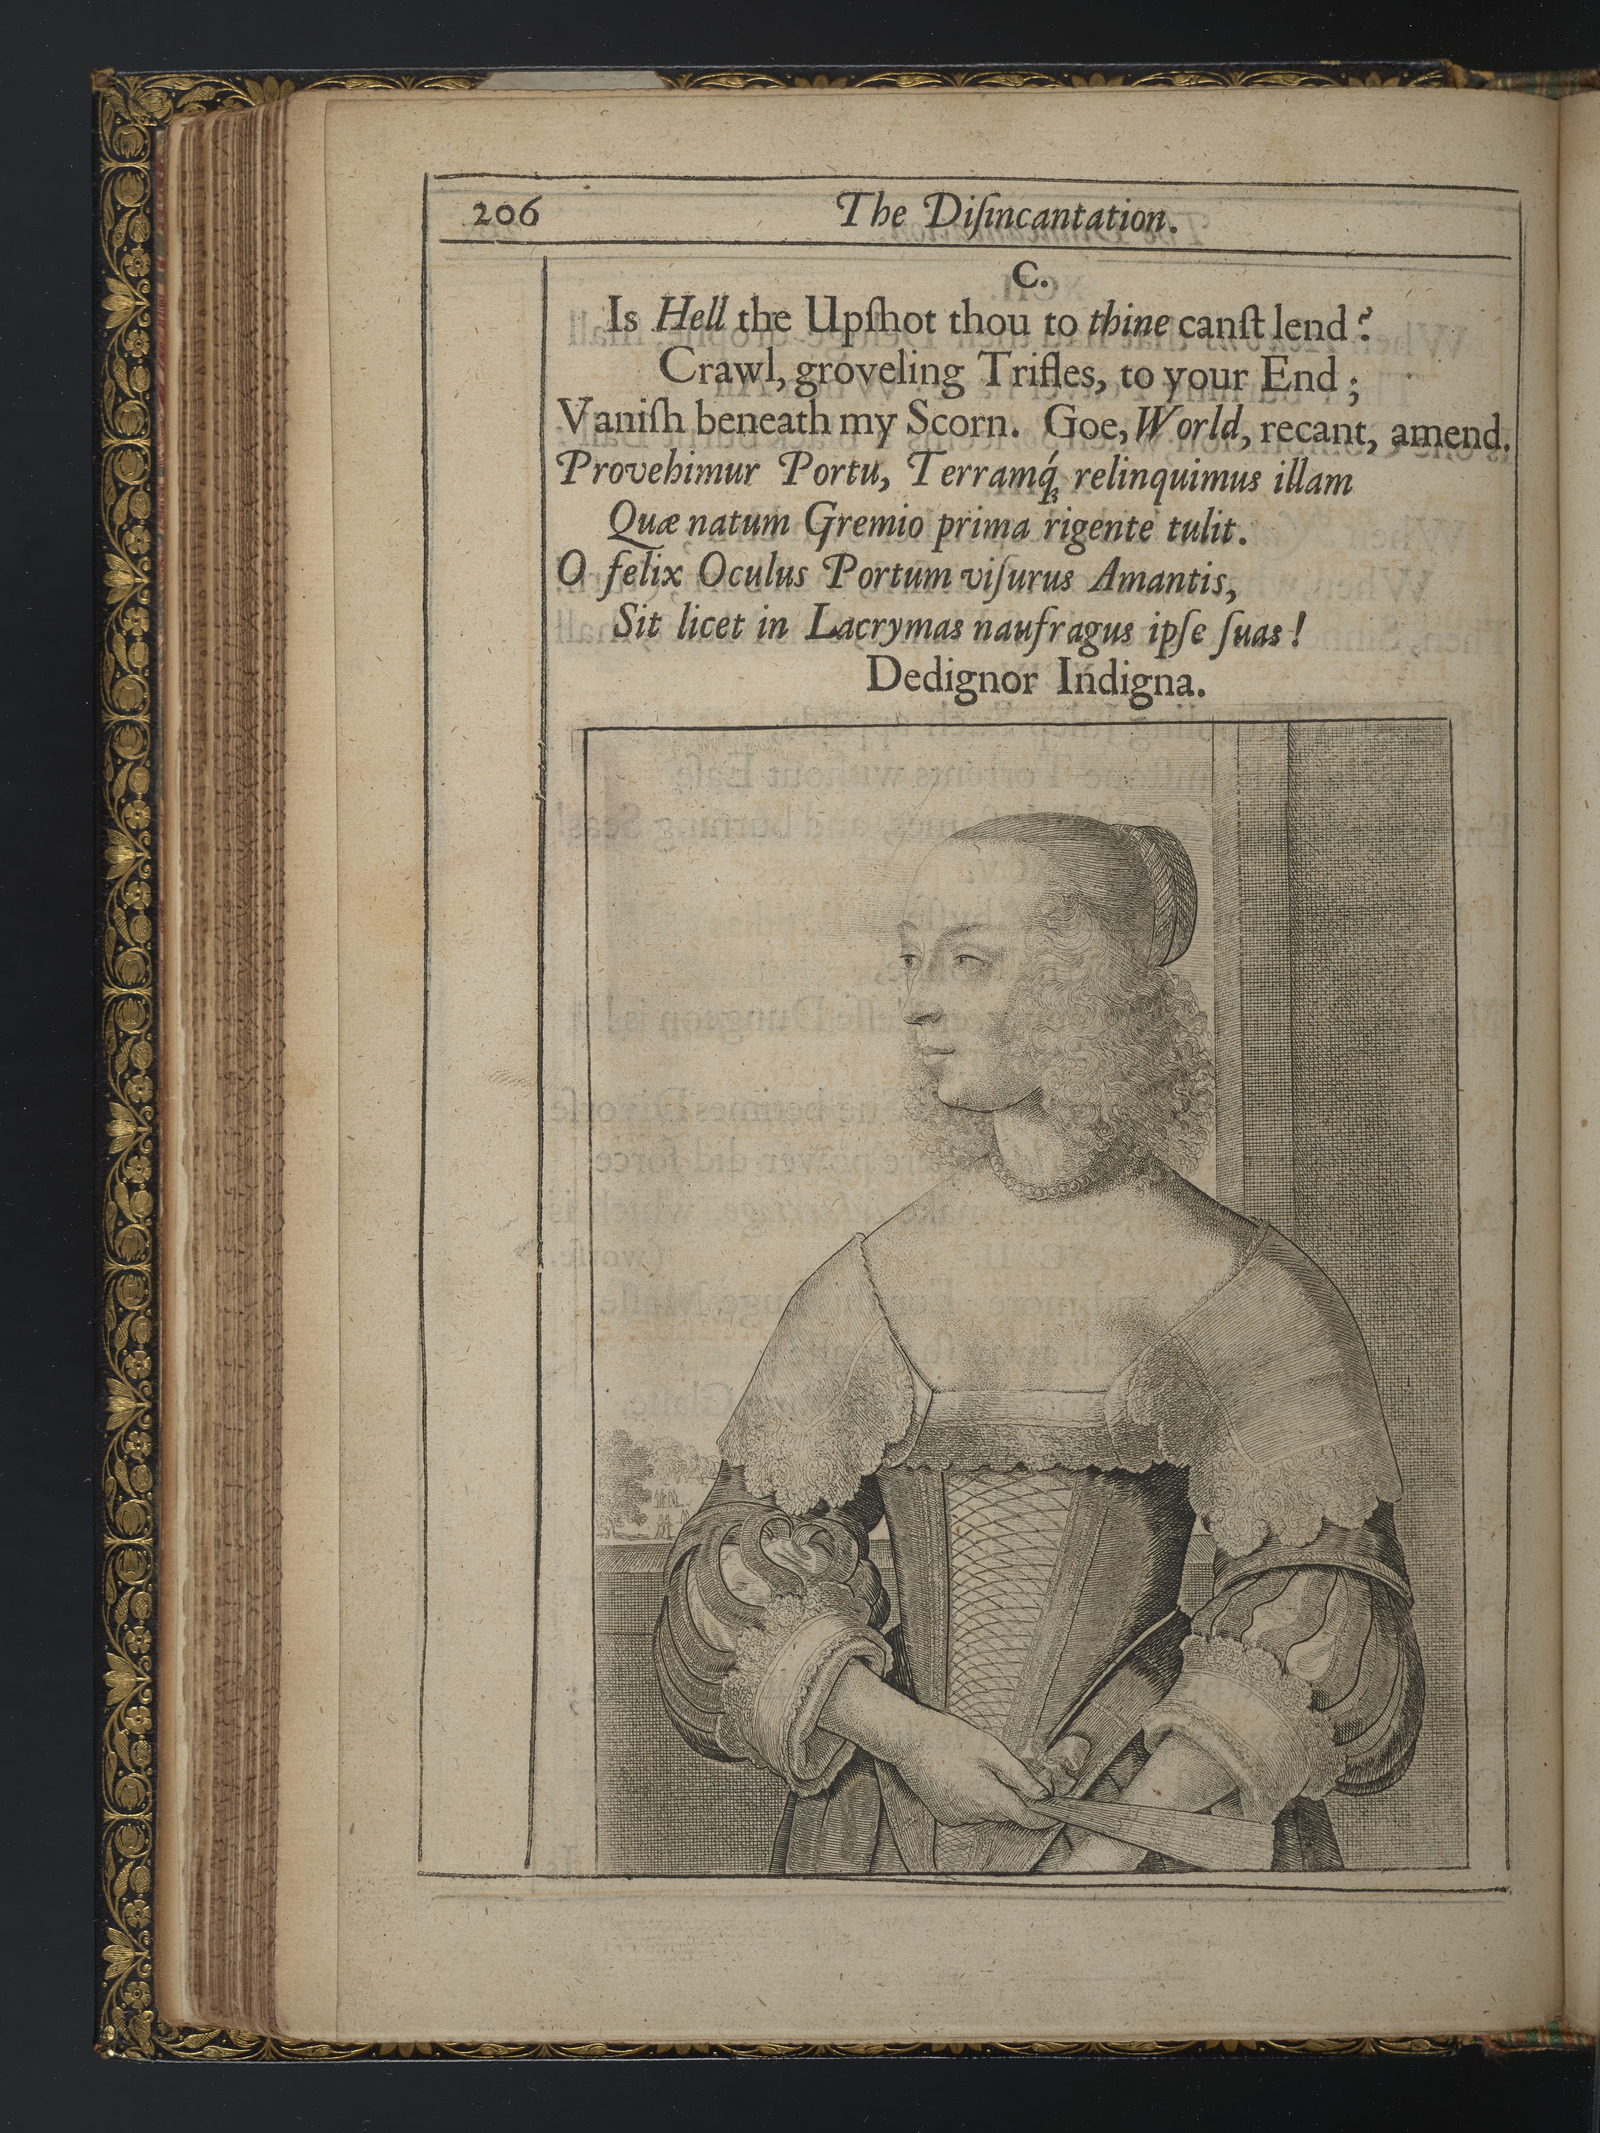 206
The Diſincantation.
C.
Is Hell the Upſhot thou to thine canſt lend?
Crawl, groveling Trifles, to your End;
Vaniſh beneath my Scorn. Goe, World, recant, amend.
Provehimur Portu, Terramq́; relinquimus illam
Quæ natum Gremio prima rigente tulit.
O felix Oculus Portum viſurus Amantis,
Sit licet in Lacrymas naufragus ipſe ſuas!
Dedignor Indigna.